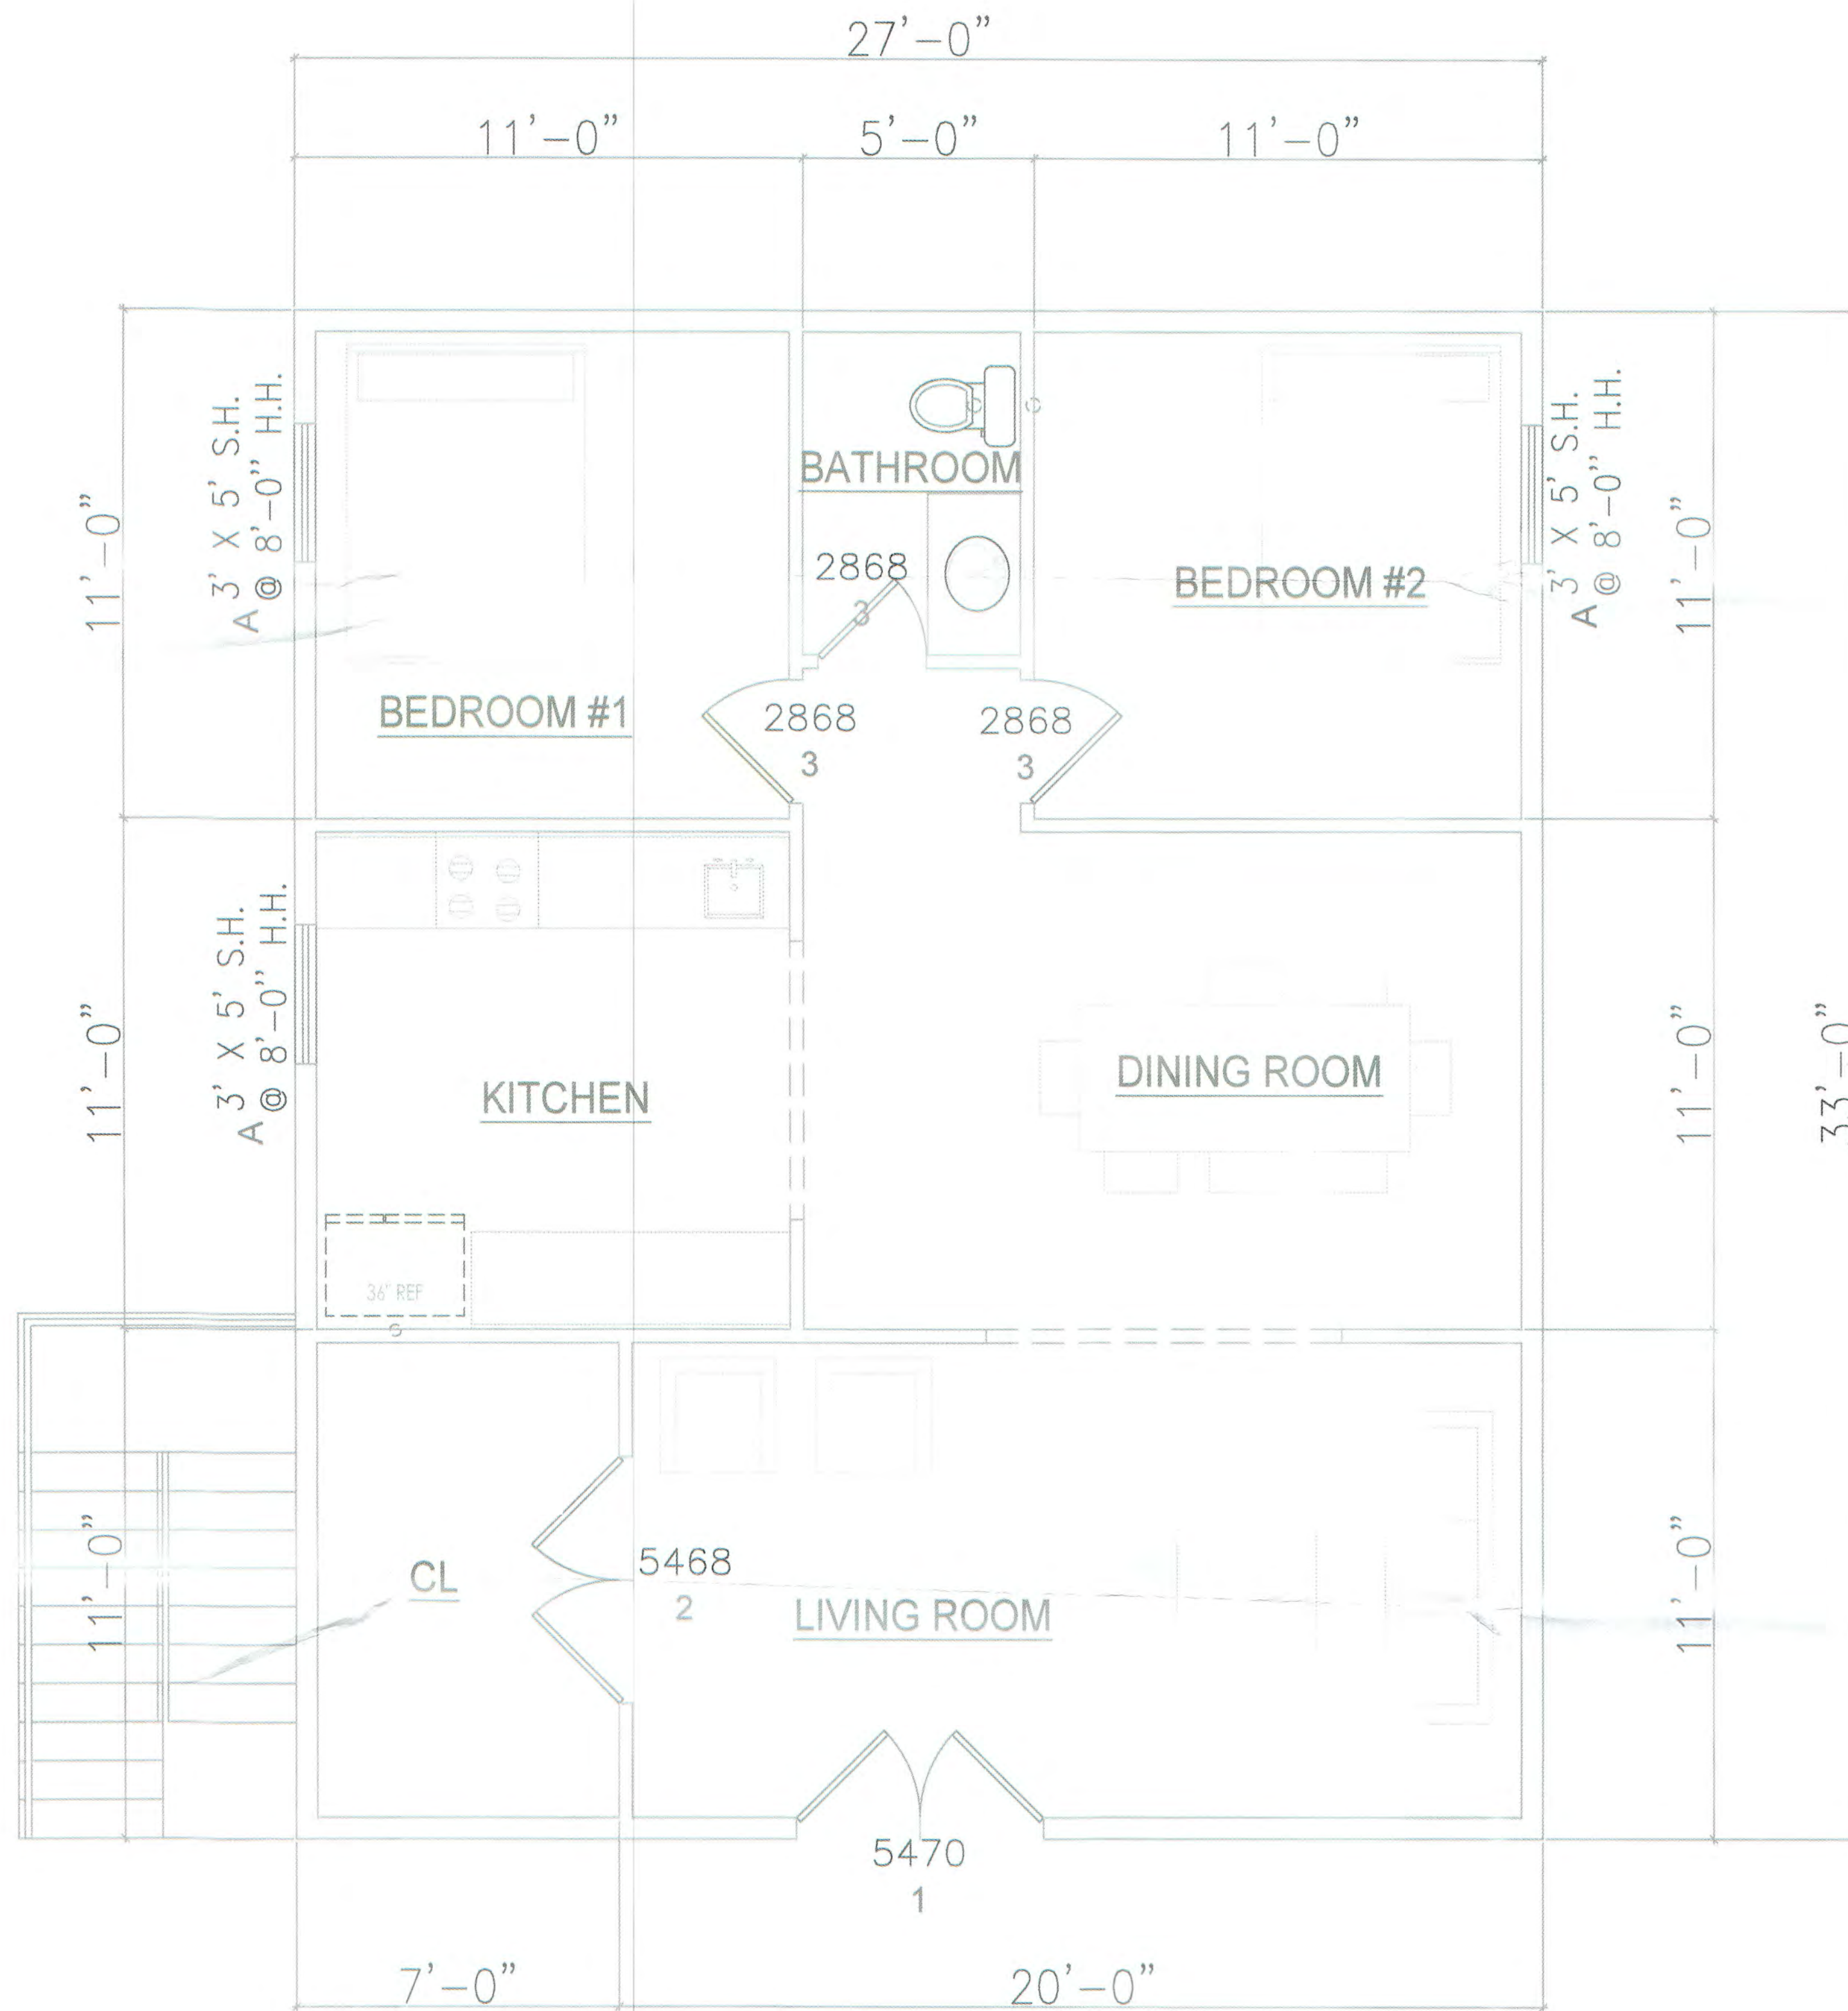 27'-0"
11'-0" 5'-0" 11'-0"
A 3' X 5' S.H.
@ 8'-0" H.H.
BATHROOM
A 3' X 5' S.H.
@ 8'-0" H.H.
11'-0"
2868
3
BEDROOM #2
11'-0"
BEDROOM #1
2868
3
2868
3
A 3' X 5' S.H.
@ 8'-0" H.H.
11'-0"
KITCHEN
DINING ROOM
11'-0"
33'-0"
36" REF
S
11'-0"
CL
5468
2
LIVING ROOM
11'-0"
5470
1
7'-0" 20'-0"